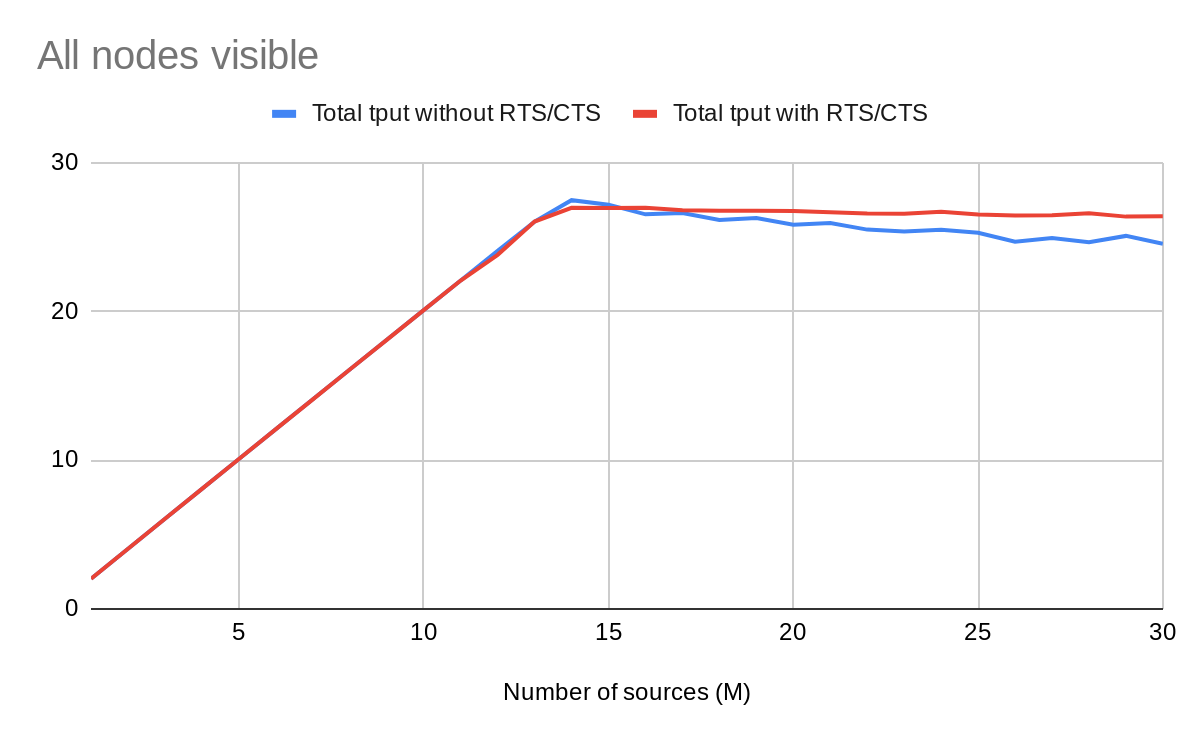 All nodes visible
Total tput without RTS/CTS Total tput with RTS/CTS
30
20
10
0
5 10 15 20 25 30
Number of sources (M)